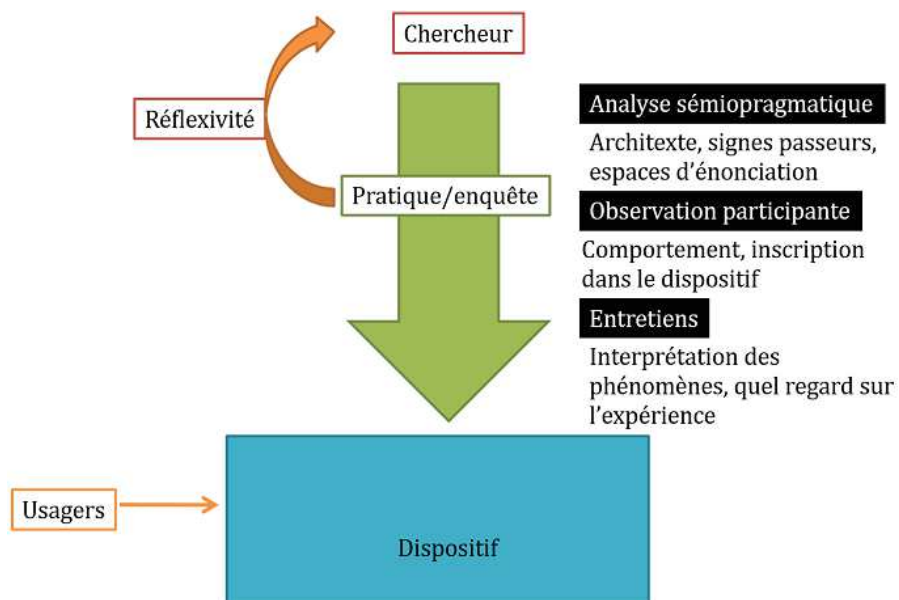 Chercheur
Réflexivité
Pratique/enquête
Analyse sémiopragmatique
Architexte, signes passeurs,
espaces d'énonciation
Observation participante
Comportement, inscription
dans le dispositif
Entretiens
Interprétation des
phénomènes, quel regard sur
l'expérience
Usagers
Dispositif